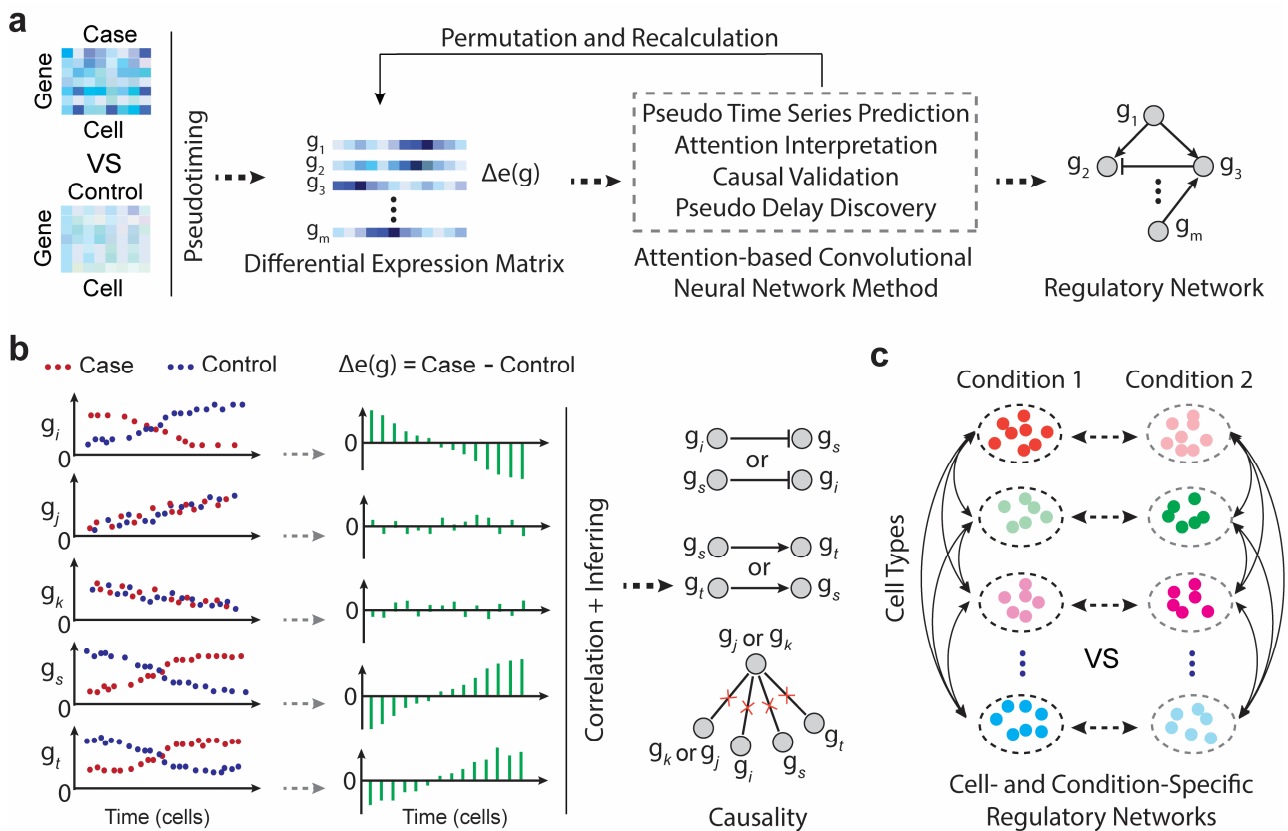 a
Case
Gene
Cell
VS
Control
Gene
Cell
Pseudotiming
Permutation and Recalculation
g1
g2
g3
gm
Δe(g)
Differential Expression Matrix
Pseudo Time Series Prediction
Attention Interpretation
Causal Validation
Pseudo Delay Discovery
Attention-based Convolutional
Neural Network Method
g1
g2
g3
gm
Regulatory Network
b
Case
Control
Δe(g) = Case - Control
gi
0
0
gj
0
0
gk
0
0
gs
0
0
gt
0
0
Time (cells)
Time (cells)
Correlation + Inferring
gi gs
or
gs gi
gs gt
or
gt gs
gj or gk
gk or gj
gi
gs
gt
Causality
c
Condition 1
Condition 2
Cell Types
VS
Cell- and Condition-Specific
Regulatory Networks